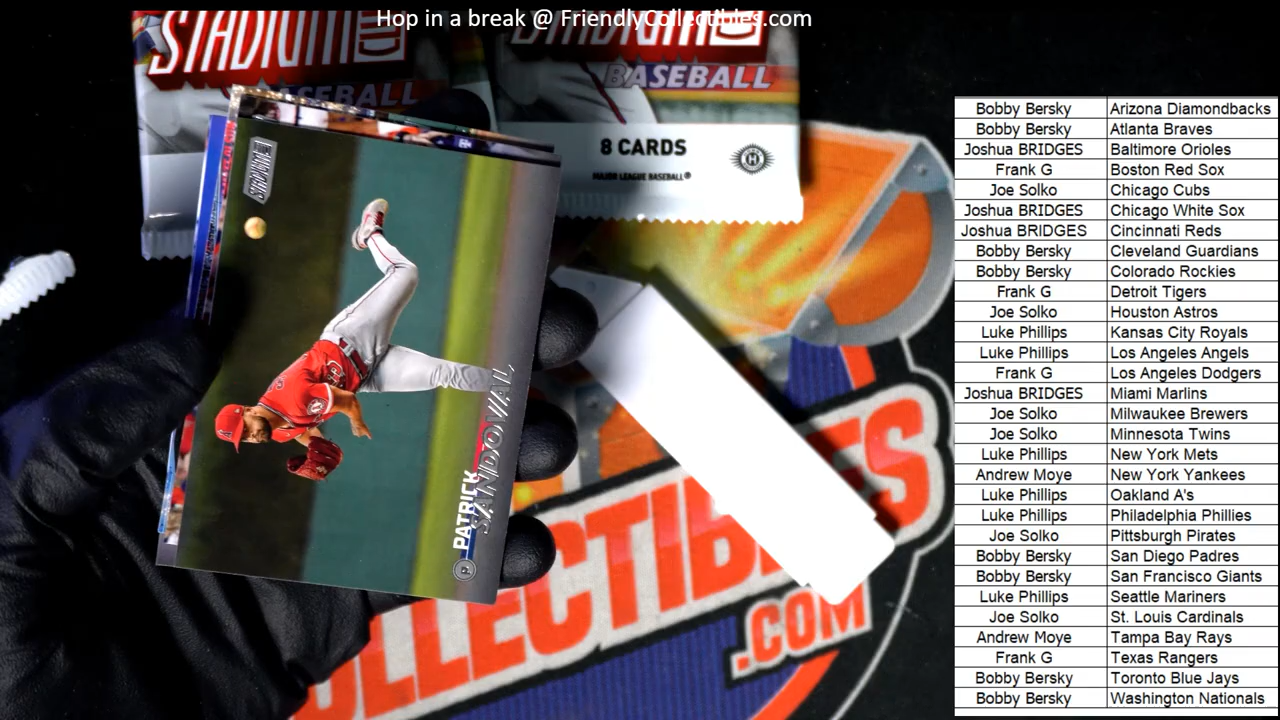 Hop in a break @ FriendlyCollectibles.com
STADIUM
BASEBALL
STADIUM
BASEBALL
8 CARDS
MAJOR LEAGUE BASEBALL®
PATRICK
SANDOVAL
P
COLLECTIBLES
.COM
Bobby Bersky Arizona Diamondbacks
Bobby Bersky Atlanta Braves
Joshua BRIDGES Baltimore Orioles
Frank G Boston Red Sox
Joe Solko Chicago Cubs
Joshua BRIDGES Chicago White Sox
Joshua BRIDGES Cincinnati Reds
Bobby Bersky Cleveland Guardians
Bobby Bersky Colorado Rockies
Frank G Detroit Tigers
Joe Solko Houston Astros
Luke Phillips Kansas City Royals
Luke Phillips Los Angeles Angels
Frank G Los Angeles Dodgers
Joshua BRIDGES Miami Marlins
Joe Solko Milwaukee Brewers
Joe Solko Minnesota Twins
Luke Phillips New York Mets
Andrew Moye New York Yankees
Luke Phillips Oakland A's
Luke Phillips Philadelphia Phillies
Joe Solko Pittsburgh Pirates
Bobby Bersky San Diego Padres
Bobby Bersky San Francisco Giants
Luke Phillips Seattle Mariners
Joe Solko St. Louis Cardinals
Andrew Moye Tampa Bay Rays
Frank G Texas Rangers
Bobby Bersky Toronto Blue Jays
Bobby Bersky Washington Nationals